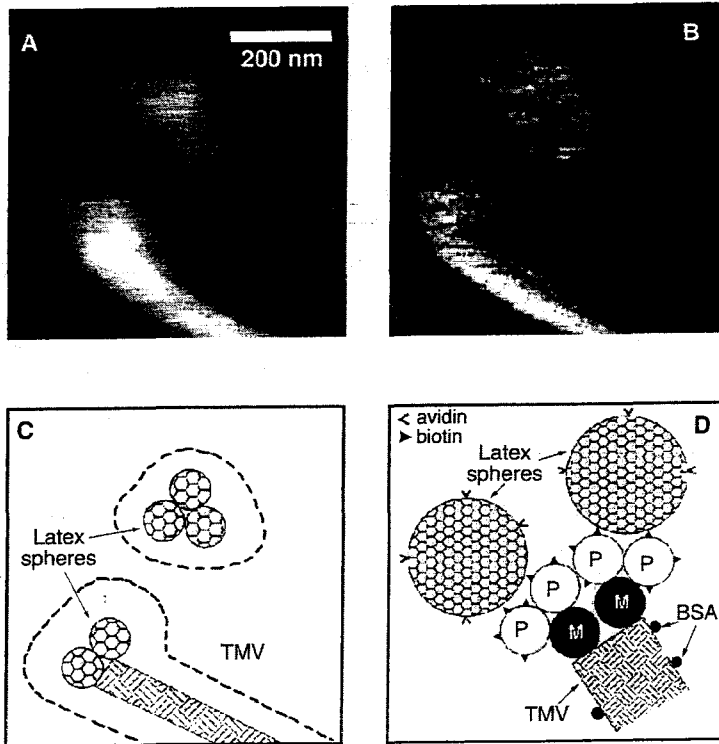 A
200 nm
B
C
Latex
spheres
TMV
avidin
biotin
D
Latex
spheres
P
P
P
P
M
M
BSA
TMV